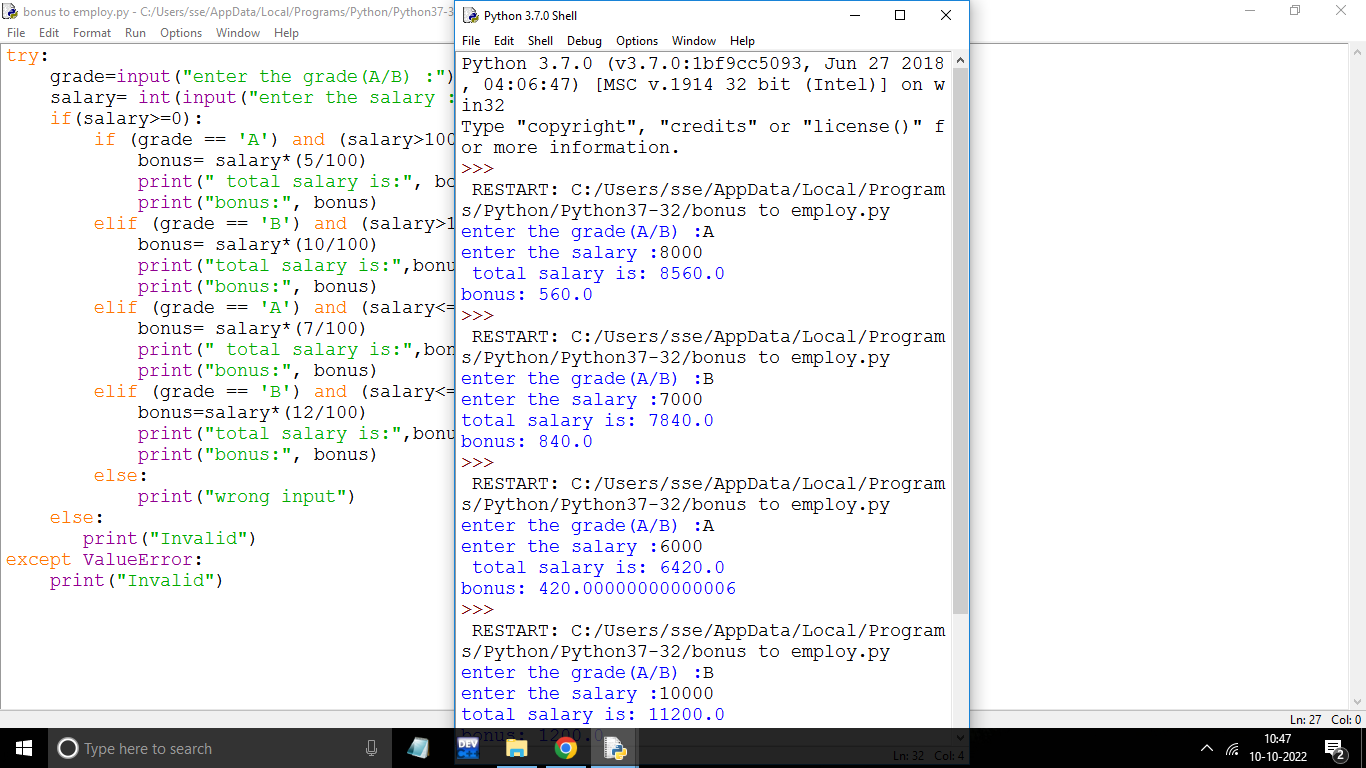 bonus to employ.py - C:/Users/sse/AppData/Local/Programs/Python/Python37-3
File Edit Format Run Options Window Help
try:
    grade=input("enter the grade(A/B) :")
    salary= int(input("enter the salary :
    if(salary>=0):
        if (grade == 'A') and (salary>100
            bonus= salary*(5/100)
            print(" total salary is:", bo
            print("bonus:", bonus)
        elif (grade == 'B') and (salary>1
            bonus= salary*(10/100)
            print("total salary is:",bonu
            print("bonus:", bonus)
        elif (grade == 'A') and (salary<=
            bonus= salary*(7/100)
            print(" total salary is:",bon
            print("bonus:", bonus)
        elif (grade == 'B') and (salary<=
            bonus=salary*(12/100)
            print("total salary is:",bonu
            print("bonus:", bonus)
        else:
            print("wrong input")
    else:
       print("Invalid")
except ValueError:
    print("Invalid")
Ln: 27 Col: 0
Python 3.7.0 Shell
File Edit Shell Debug Options Window Help
Python 3.7.0 (v3.7.0:1bf9cc5093, Jun 27 2018
, 04:06:47) [MSC v.1914 32 bit (Intel)] on w
in32
Type "copyright", "credits" or "license()" f
or more information.
>>>
 RESTART: C:/Users/sse/AppData/Local/Program
s/Python/Python37-32/bonus to employ.py
enter the grade(A/B) :A
enter the salary :8000
 total salary is: 8560.0
bonus: 560.0
>>>
 RESTART: C:/Users/sse/AppData/Local/Program
s/Python/Python37-32/bonus to employ.py
enter the grade(A/B) :B
enter the salary :7000
total salary is: 7840.0
bonus: 840.0
>>>
 RESTART: C:/Users/sse/AppData/Local/Program
s/Python/Python37-32/bonus to employ.py
enter the grade(A/B) :A
enter the salary :6000
 total salary is: 6420.0
bonus: 420.00000000000006
>>>
 RESTART: C:/Users/sse/AppData/Local/Program
s/Python/Python37-32/bonus to employ.py
enter the grade(A/B) :B
enter the salary :10000
total salary is: 11200.0
bonus: 1200.0
Ln: 32 Col: 4
Type here to search
DEV
10:47
10-10-2022
2